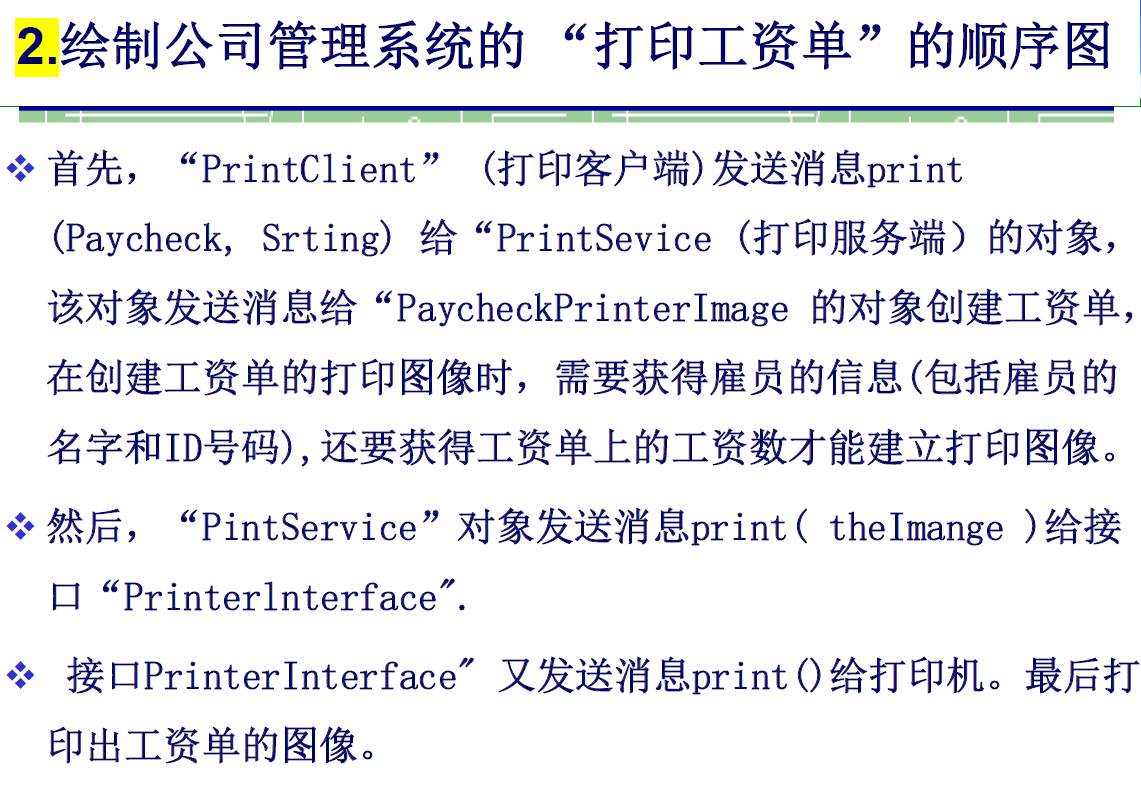 2.绘制公司管理系统的 “打印工资单”的顺序图
首先，“PrintClient” (打印客户端)发送消息print
(Paycheck, Srting) 给“PrintSevice (打印服务端）的对象，
该对象发送消息给“PaycheckPrinterImage 的对象创建工资单，
在创建工资单的打印图像时，需要获得雇员的信息(包括雇员的
名字和ID号码),还要获得工资单上的工资数才能建立打印图像。
然后，“PintService”对象发送消息print( theImange )给接
口“Printerlnterface".
接口PrinterInterface" 又发送消息print()给打印机。最后打
印出工资单的图像。